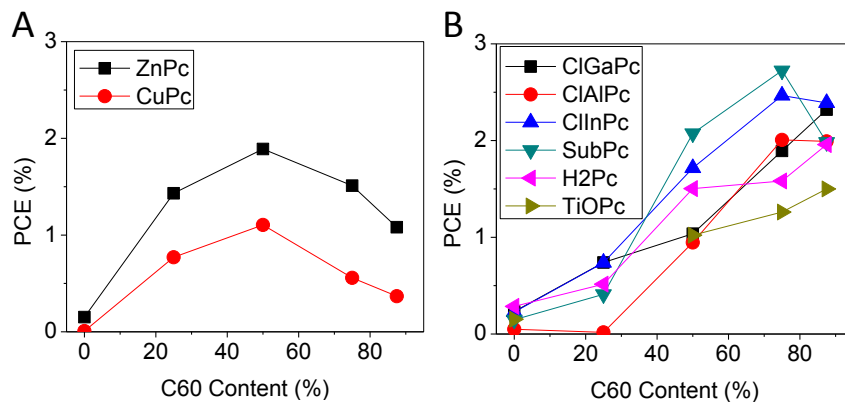 A
3
2
1
0
PCE (%)
ZnPc
CuPc
0 20 40 60 80
C60 Content (%)
B
3
2
1
0
PCE (%)
ClGaPc
ClAlPc
ClInPc
SubPc
H2Pc
TiOPc
0 20 40 60 80
C60 Content (%)